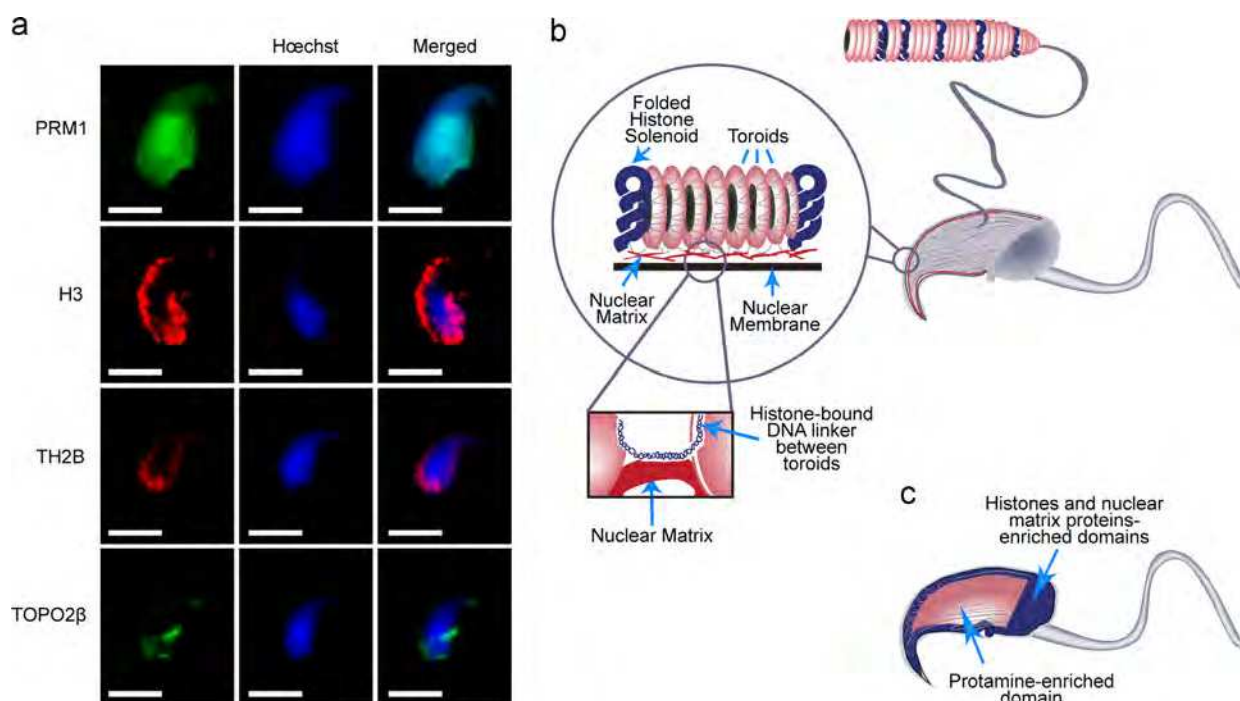 a
Hœchst
Merged
PRM1
H3
TH2B
TOPO2β
b
Folded
Histone
Solenoid
Toroids
Nuclear
Matrix
Nuclear
Membrane
Histone-bound
DNA linker
between
toroids
Nuclear Matrix
c
Histones and nuclear
matrix proteins-
enriched domains
Protamine-enriched
domain